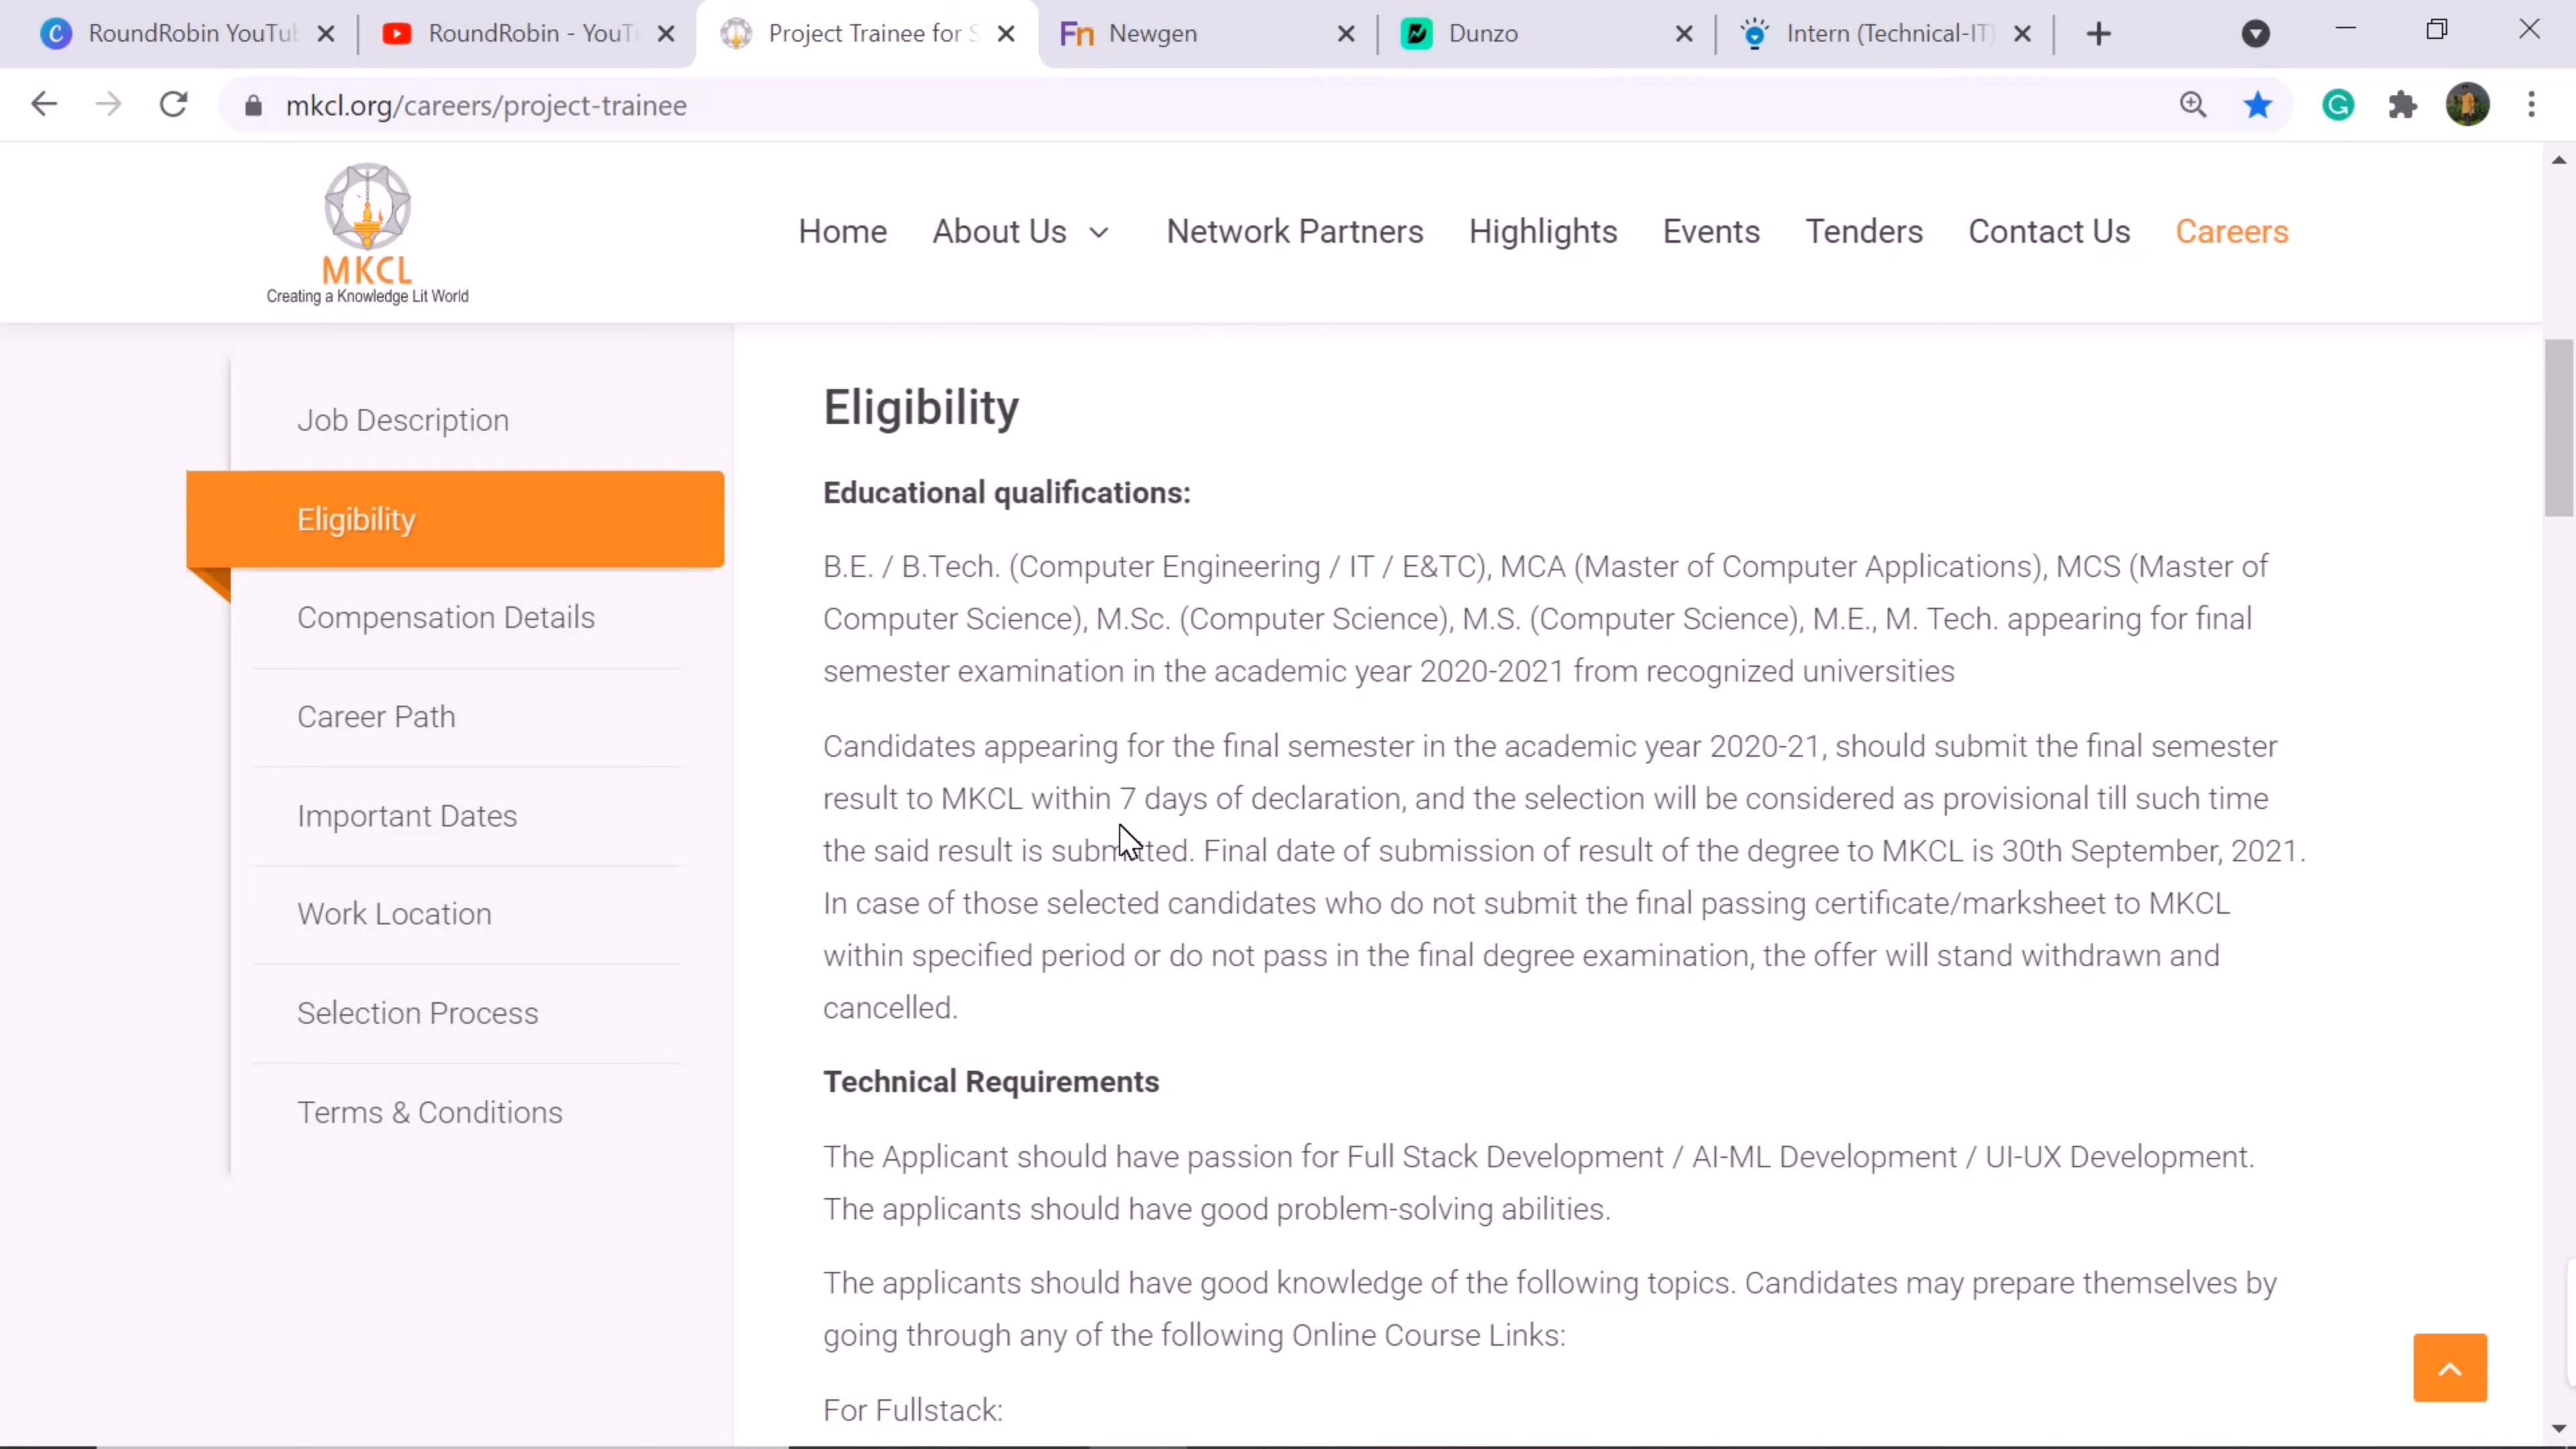 RoundRobin YouTu
RoundRobin - YouTu
Project Trainee for S
Newgen
Dunzo
Intern (Technical-IT)
mkcl.org/careers/project-trainee
MKCL
Creating a Knowledge Lit World
Home
About Us
Network Partners
Highlights
Events
Tenders
Contact Us
Careers
Job Description
Eligibility
Compensation Details
Career Path
Important Dates
Work Location
Selection Process
Terms & Conditions
Eligibility
Educational qualifications:
B.E. / B.Tech. (Computer Engineering / IT / E&TC), MCA (Master of Computer Applications), MCS (Master of
Computer Science), M.Sc. (Computer Science), M.S. (Computer Science), M.E., M. Tech. appearing for final
semester examination in the academic year 2020-2021 from recognized universities
Candidates appearing for the final semester in the academic year 2020-21, should submit the final semester
result to MKCL within 7 days of declaration, and the selection will be considered as provisional till such time
the said result is submitted. Final date of submission of result of the degree to MKCL is 30th September, 2021.
In case of those selected candidates who do not submit the final passing certificate/marksheet to MKCL
within specified period or do not pass in the final degree examination, the offer will stand withdrawn and
cancelled.
Technical Requirements
The Applicant should have passion for Full Stack Development / AI-ML Development / UI-UX Development.
The applicants should have good problem-solving abilities.
The applicants should have good knowledge of the following topics. Candidates may prepare themselves by
going through any of the following Online Course Links:
For Fullstack: